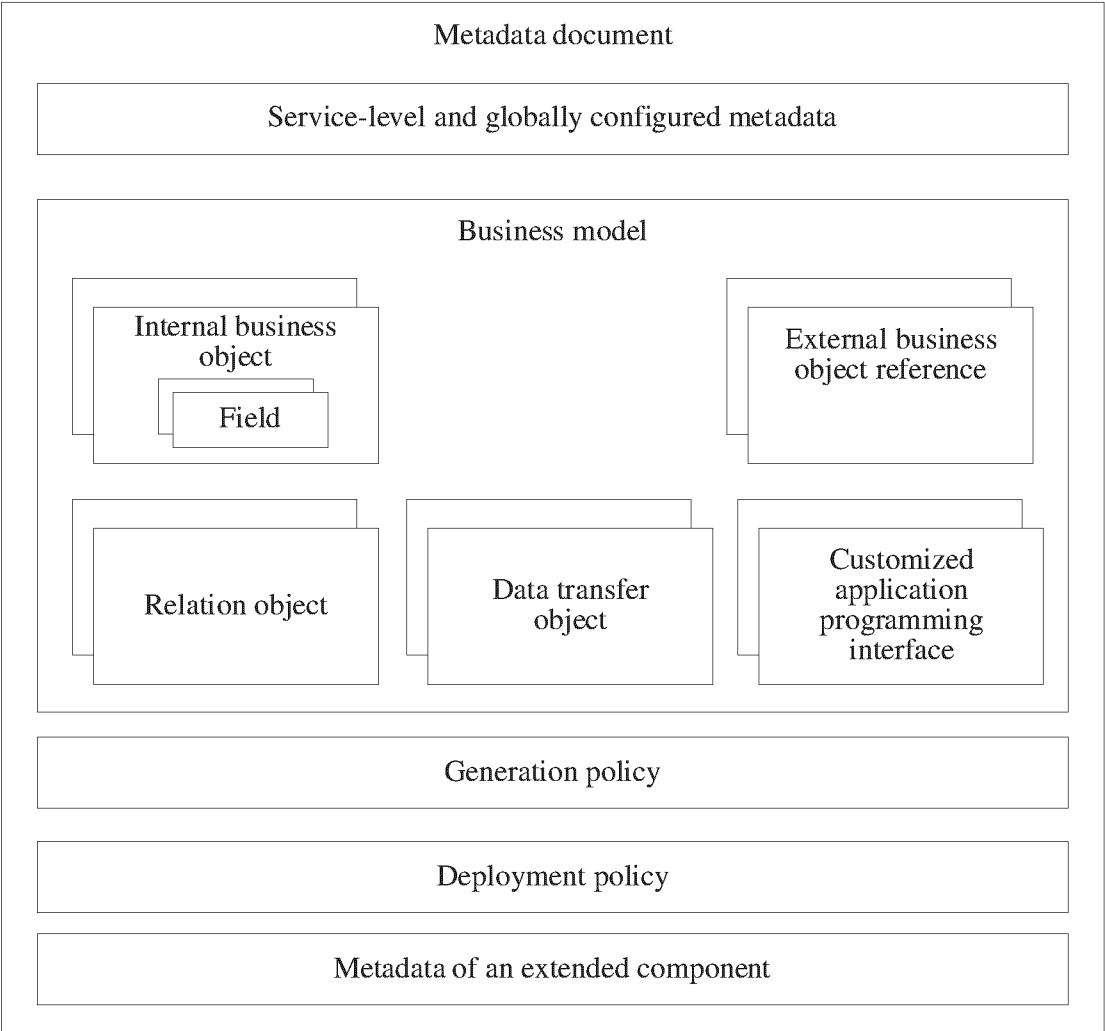 Metadata document
Service-level and globally configured metadata
Business model
Internal business
object
Field
External business
object reference
Relation object
Data transfer
object
Customized
application
programming
interface
Generation policy
Deployment policy
Metadata of an extended component